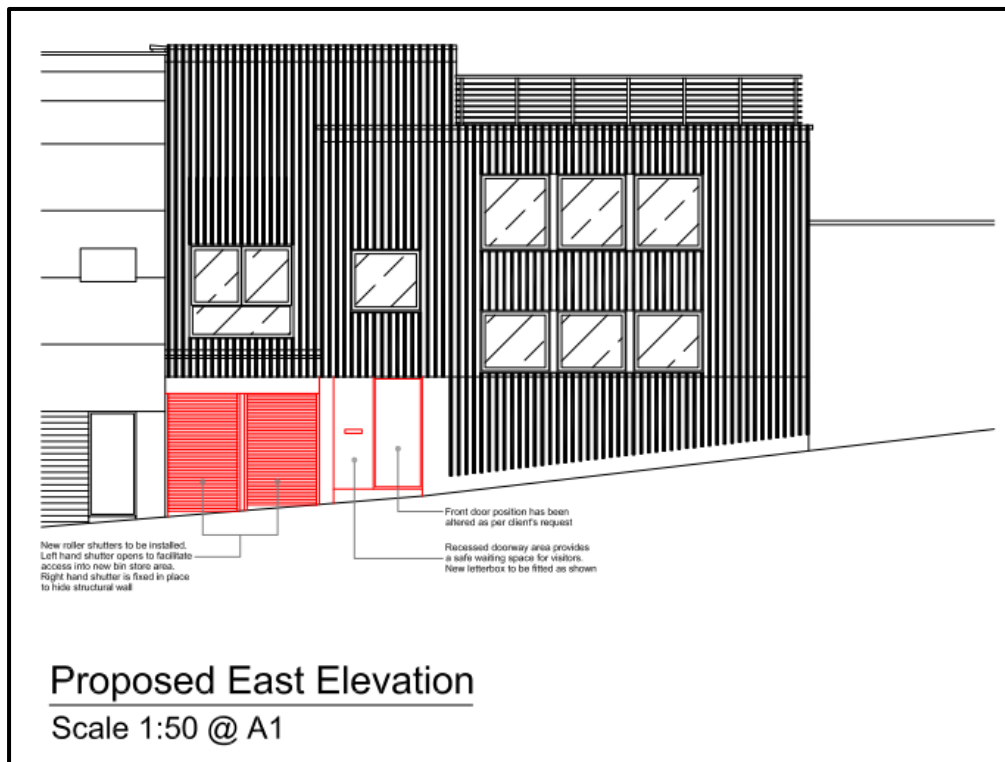 Front door position has been
altered as per client's request
New roller shutters to be installed.
Left hand shutter opens to facilitate
access into new bin store area.
Right hand shutter is fixed in place
to hide structural wall
Recessed doorway area provides
a safe waiting space for visitors.
New letterbox to be fitted as shown
Proposed East Elevation
Scale 1:50 @ A1